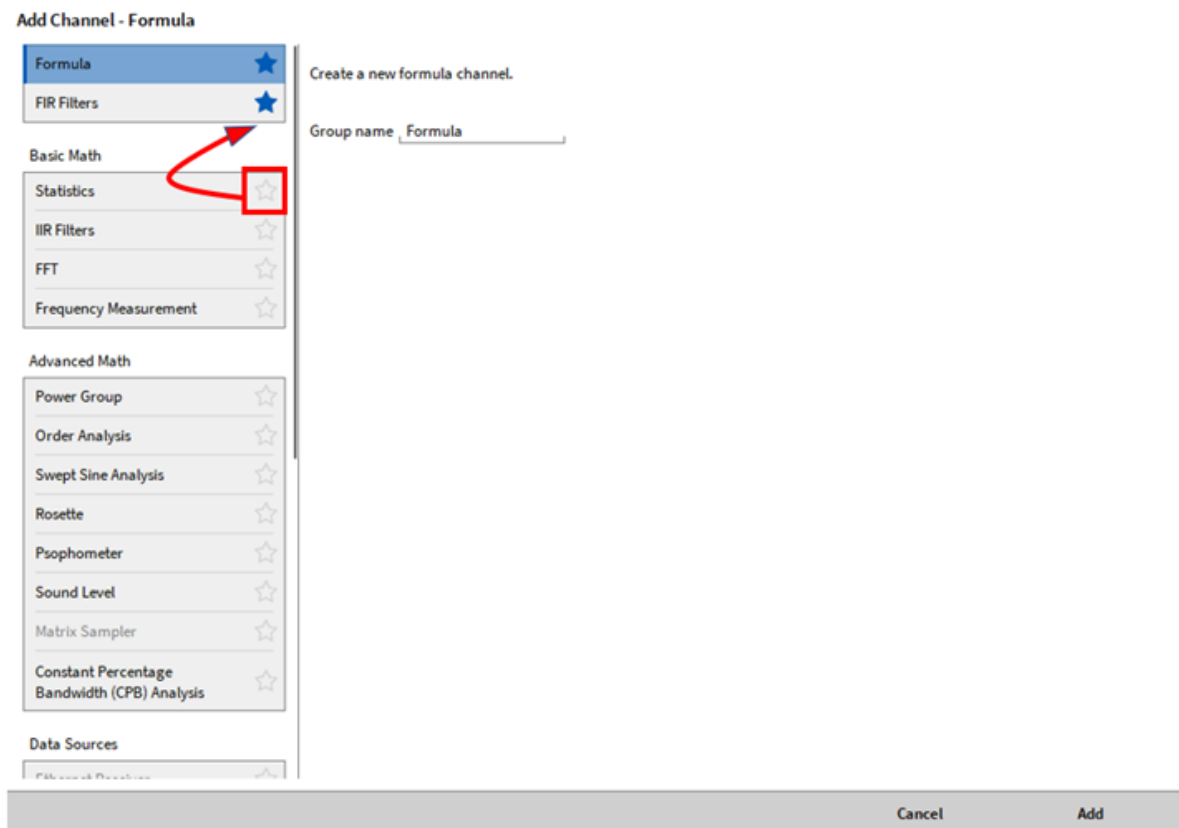 Add Channel - Formula
Formula
FIR Filters
Basic Math
Statistics
IIR Filters
FFT
Frequency Measurement
Advanced Math
Power Group
Order Analysis
Swept Sine Analysis
Rosette
Psophometer
Sound Level
Matrix Sampler
Constant Percentage
Bandwidth (CPB) Analysis
Data Sources
Ethernet Receiver
Create a new formula channel.
Group name Formula
Cancel Add